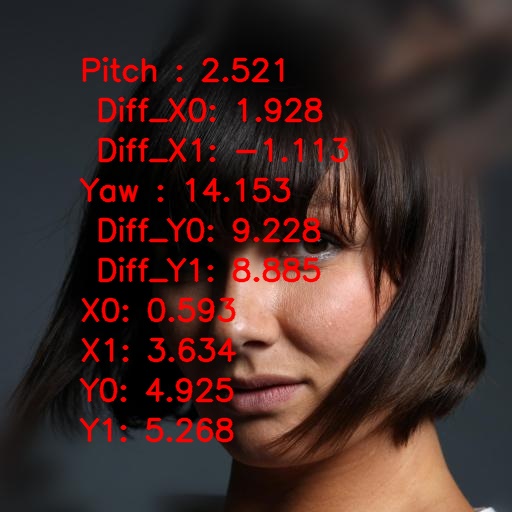 Pitch : 2.521
Diff_X0: 1.928
Diff_X1: -1.113
Yaw : 14.153
Diff_Y0: 9.228
Diff_Y1: 8.885
X0: 0.593
X1: 3.634
Y0: 4.925
Y1: 5.268